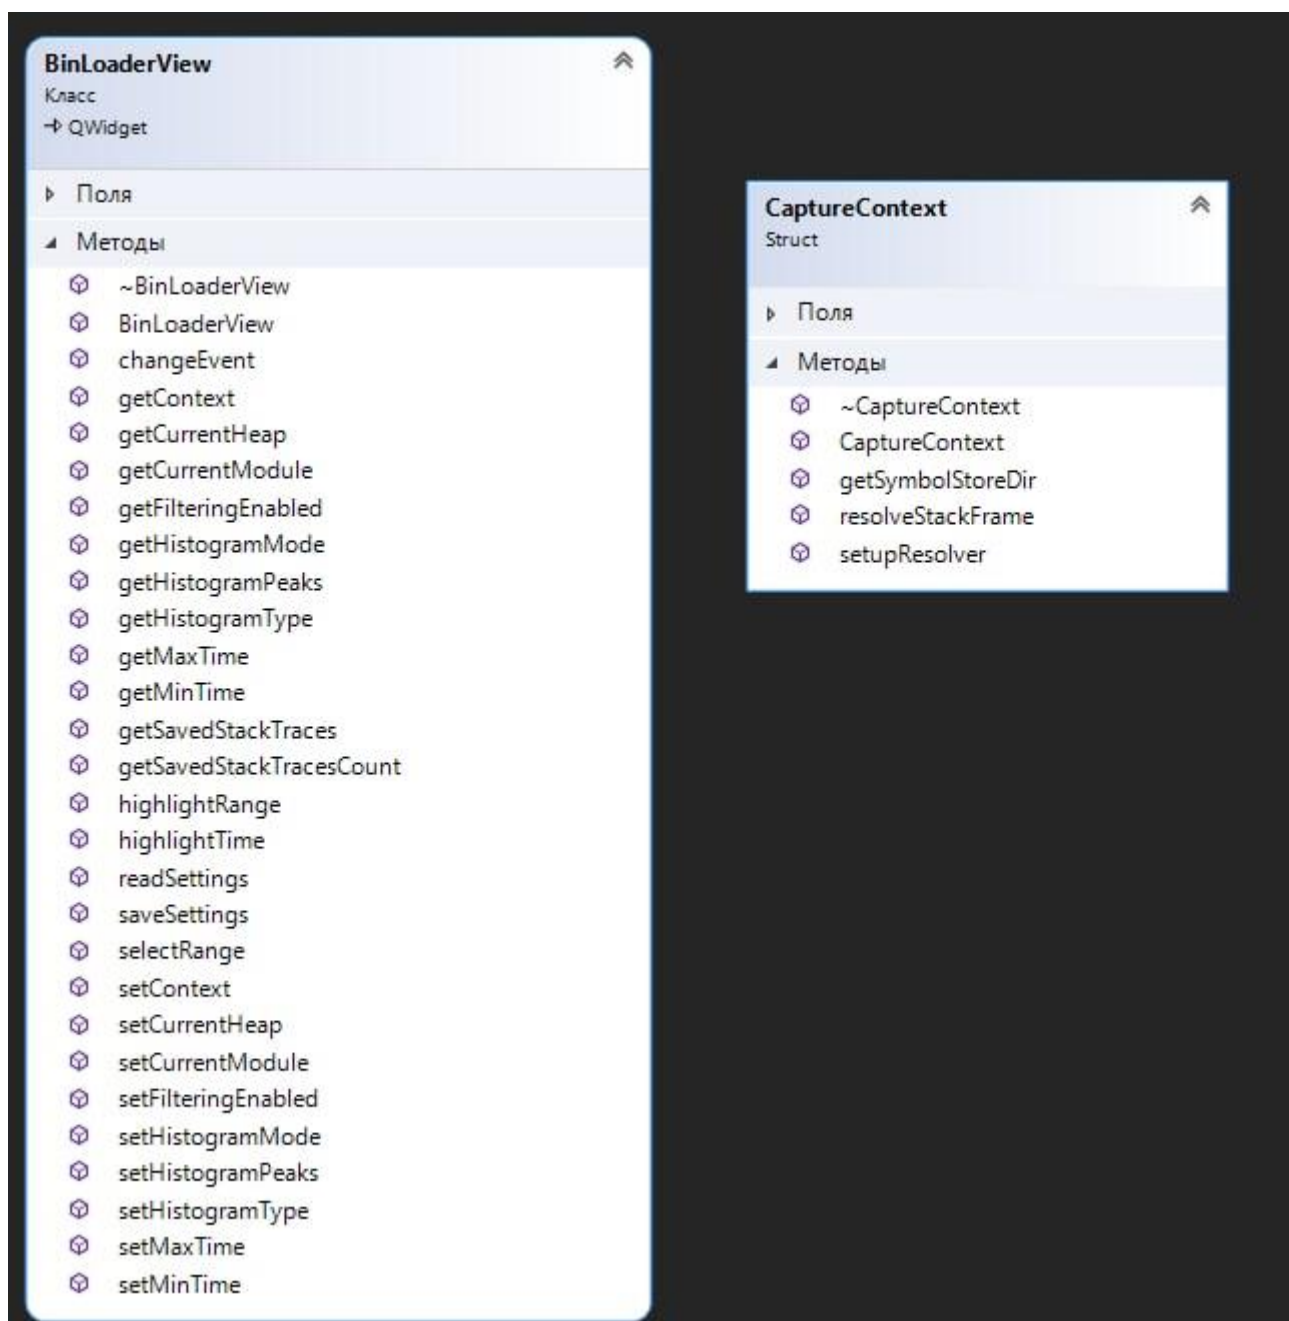 BinLoaderView
Класс
QWidget
Поля
Методы
~BinLoaderView
BinLoaderView
changeEvent
getContext
getCurrentHeap
getCurrentModule
getFilteringEnabled
getHistogramMode
getHistogramPeaks
getHistogramType
getMaxTime
getMinTime
getSavedStackTraces
getSavedStackTracesCount
highlightRange
highlightTime
readSettings
saveSettings
selectRange
setContext
setCurrentHeap
setCurrentModule
setFilteringEnabled
setHistogramMode
setHistogramPeaks
setHistogramType
setMaxTime
setMinTime
CaptureContext
Struct
Поля
Методы
~CaptureContext
CaptureContext
getSymbolStoreDir
resolveStackFrame
setupResolver